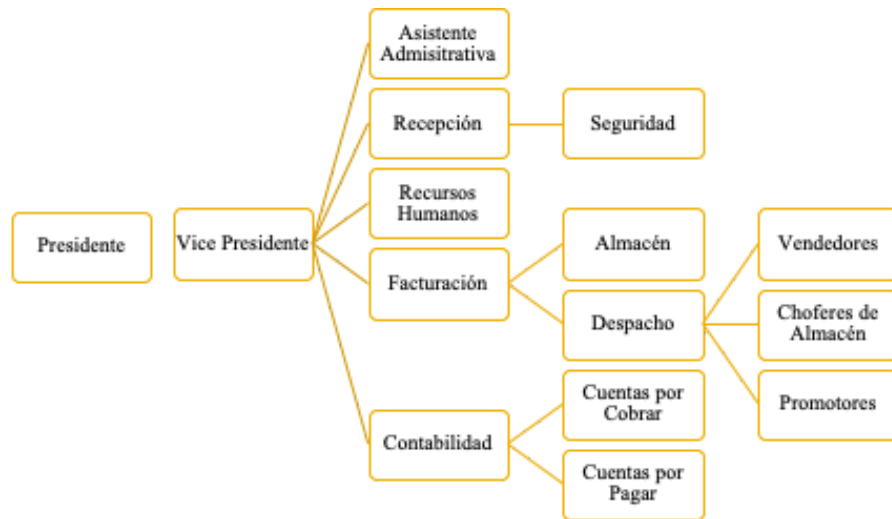 Asistente
Admisitrativa
Recepción
Seguridad
Recursos
Humanos
Presidente
Vice Presidente
Almacén
Vendedores
Facturación
Despacho
Choferes de
Almacén
Cuentas por
Cobrar
Promotores
Contabilidad
Cuentas por
Pagar